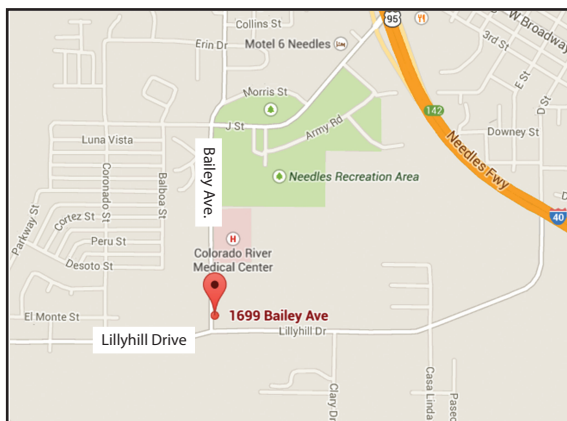 Collins St
Erin Dr
Motel 6 Needles
95
W Broadway
3rd St
E St
D St
Morris St
J St
Army Rd
142
Downey St
Luna Vista
Needles Fwy
Bailey Ave.
Coronado St
Balboa St
Needles Recreation Area
Parkway St
Cortez St
Peru St
Desoto St
H
Colorado River
Medical Center
40
El Monte St
1699 Bailey Ave
Lillyhill Drive
Lillyhill Dr
Clary Dr
Casa Linda
Paseo